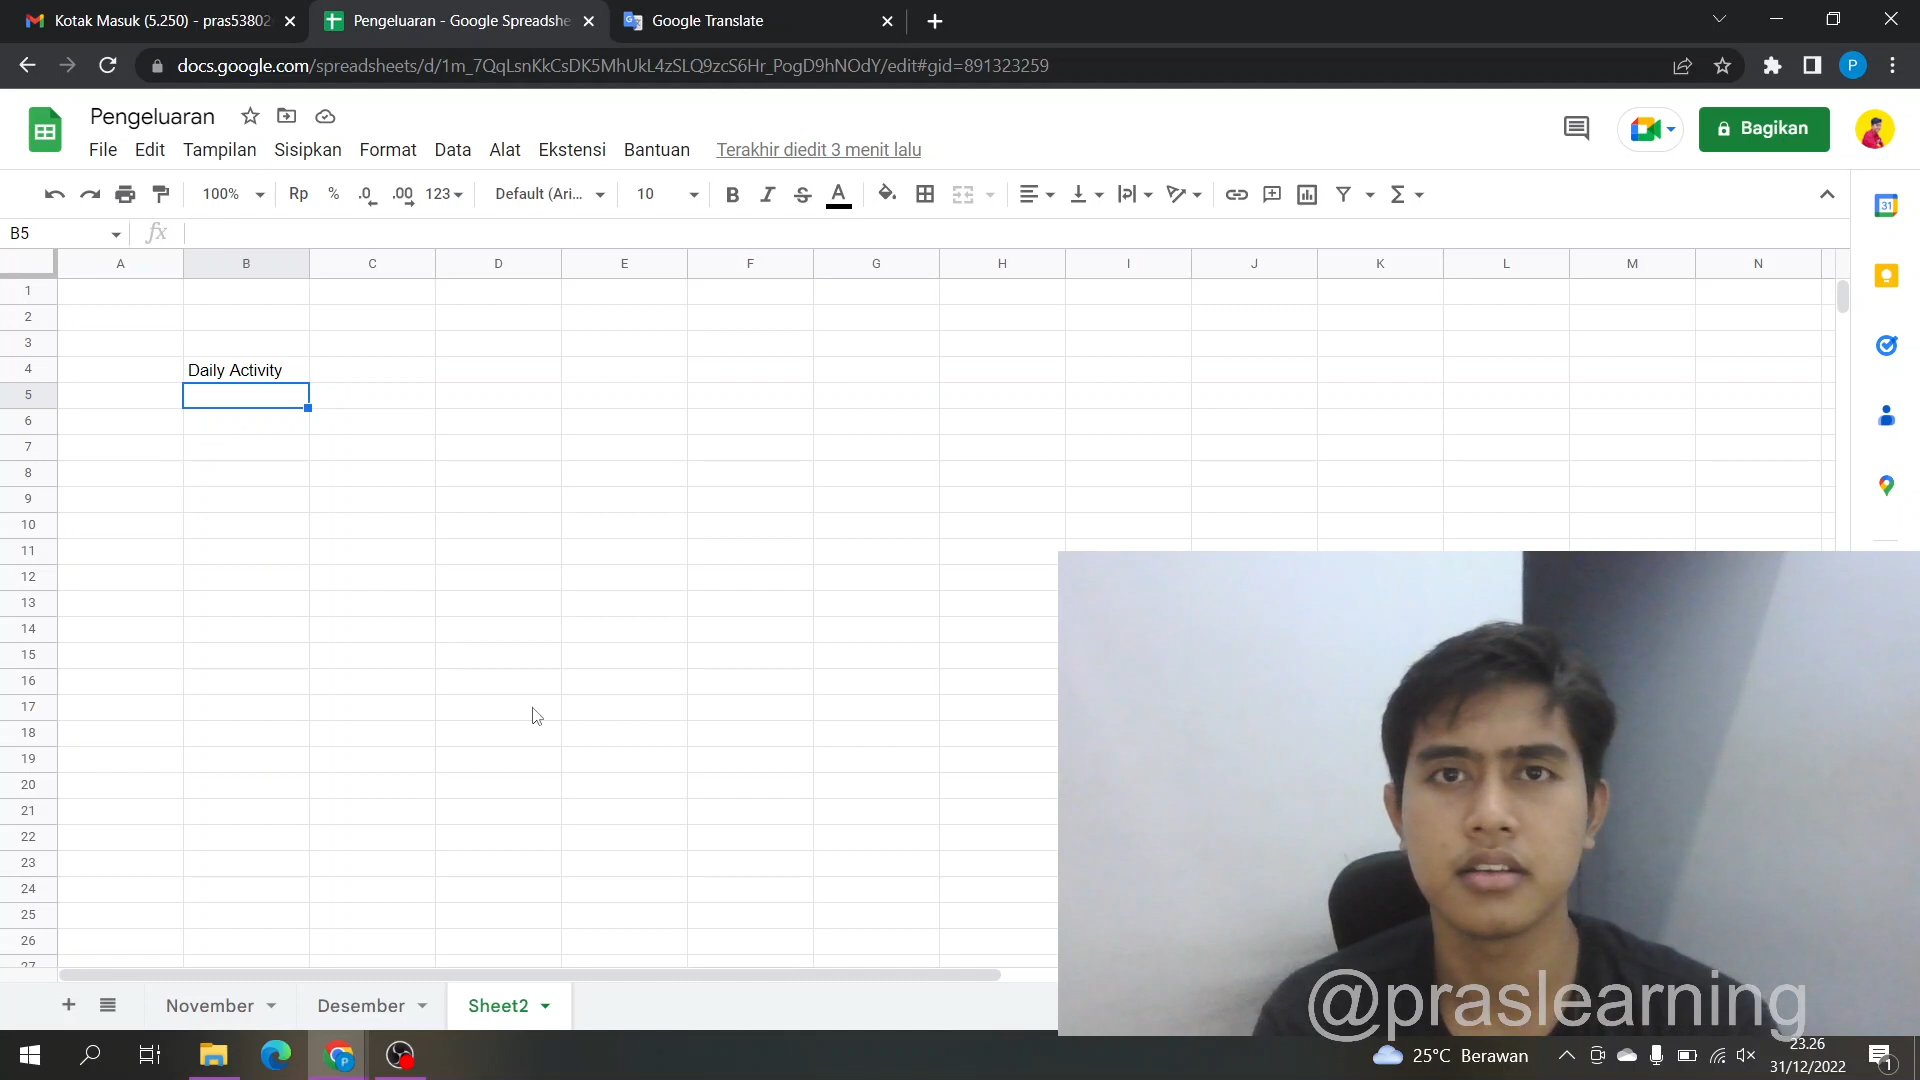 Kotak Masuk (5.250) - pras53802
Pengeluaran - Google Spreadshe
Google Translate
docs.google.com/spreadsheets/d/1m_7QqLsnKkCsDK5MhUkL4zSLQ9zcS6Hr_PogD9hNOdY/edit#gid=891323259
P
Pengeluaran
File Edit Tampilan Sisipkan Format Data Alat Ekstensi Bantuan Terakhir diedit 3 menit lalu
Bagikan
100% Rp % .0 .00 123 Default (Ari... 10 B I S A
31
B5 fx
A B C D E F G H I J K L M N
1
2
3
4 Daily Activity
5
6
7
8
9
10
11
12
13
14
15
16
17
18
19
20
21
22
23
24
25
26
27
@praslearning
November Desember Sheet2
25°C Berawan
23.26
31/12/2022
1